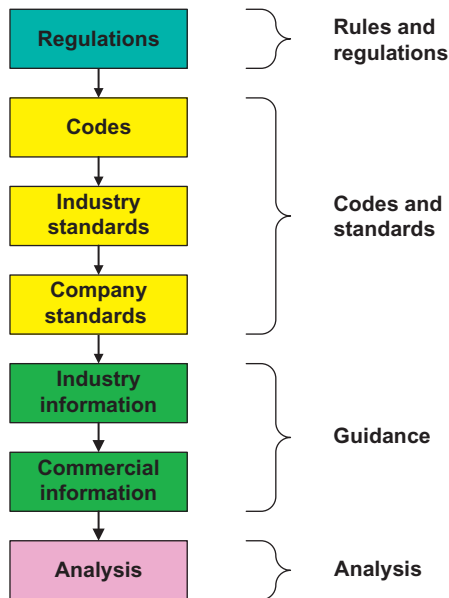 Regulations
Rules and
regulations
Codes
Industry
standards
Codes and
standards
Company
standards
Industry
information
Guidance
Commercial
information
Analysis
Analysis